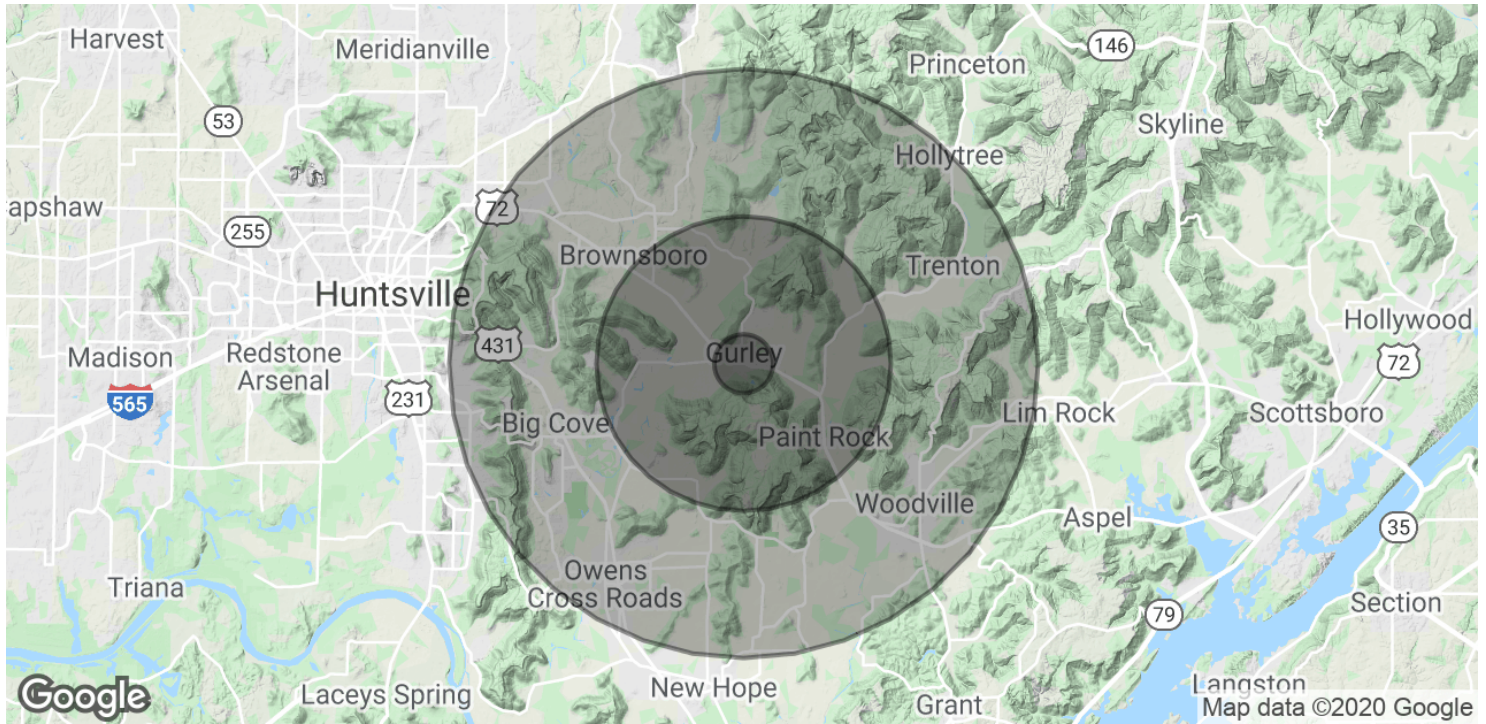 Harvest
Meridianville
146
Princeton
53
Skyline
Hollytree
apshaw
72
255
Brownsboro
Trenton
Huntsville
Hollywood
431
Gurley
Madison
Redstone
Arsenal
72
565
231
Big Cove
Lim Rock
Scottsboro
Paint Rock
Woodville
Aspel
35
Owens
Cross Roads
Triana
79
Section
Google
Laceys Spring
New Hope
Grant
Langston
Map data ©2020 Google